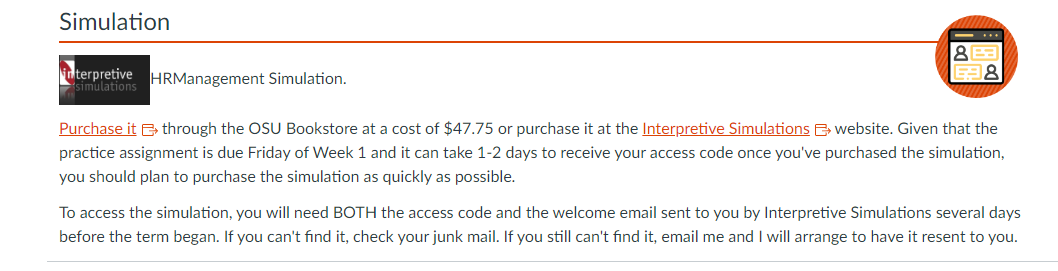 Simulation
interpretive
simulations
HRManagement Simulation.
Purchase it through the OSU Bookstore at a cost of $47.75 or purchase it at the Interpretive Simulations website. Given that the
practice assignment is due Friday of Week 1 and it can take 1-2 days to receive your access code once you've purchased the simulation,
you should plan to purchase the simulation as quickly as possible.
To access the simulation, you will need BOTH the access code and the welcome email sent to you by Interpretive Simulations several days
before the term began. If you can't find it, check your junk mail. If you still can't find it, email me and I will arrange to have it resent to you.